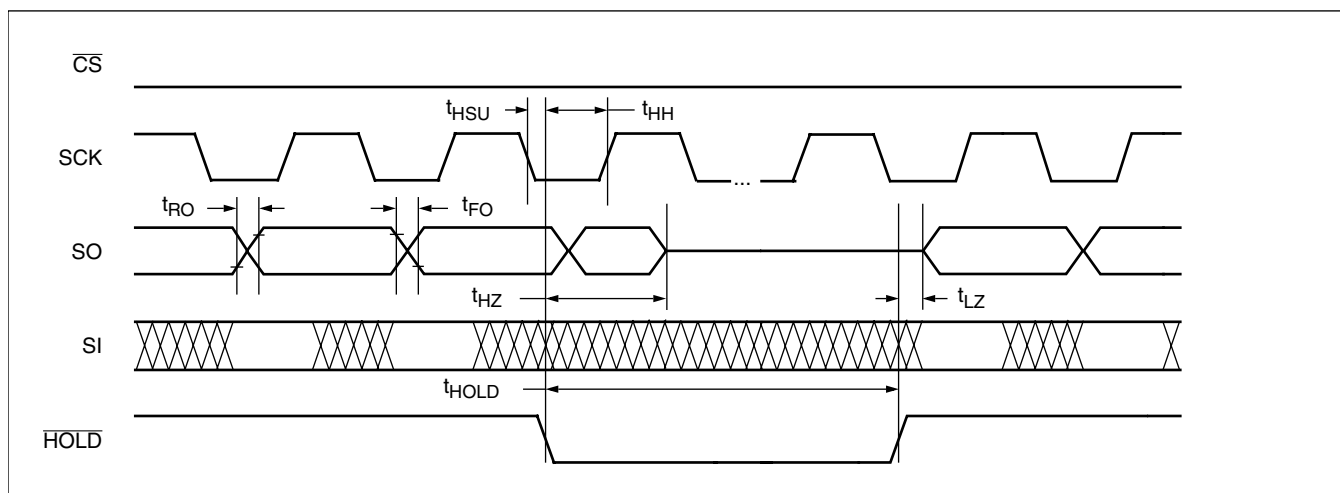 CS
tHSU tHH
SCK
...
tRO tFO
SO
tHZ tLZ
SI
tHOLD
HOLD